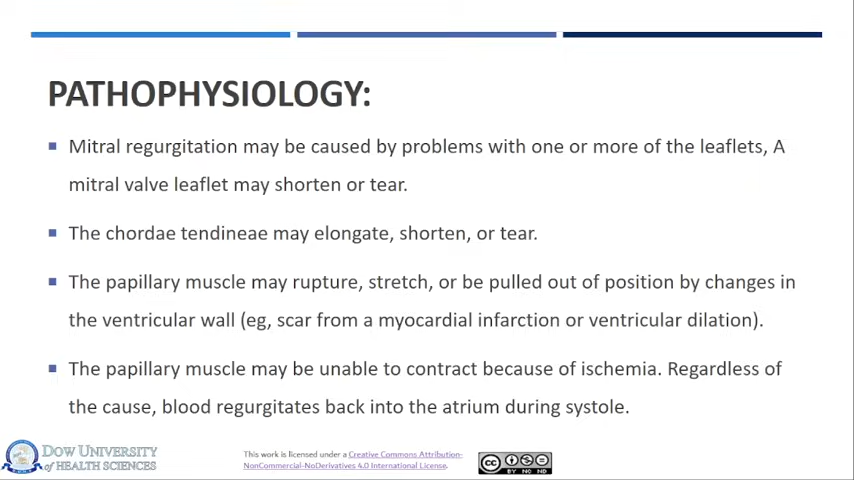 PATHOPHYSIOLOGY:
Mitral regurgitation may be caused by problems with one or more of the leaflets, A
mitral valve leaflet may shorten or tear.
The chordae tendineae may elongate, shorten, or tear.
The papillary muscle may rupture, stretch, or be pulled out of position by changes in
the ventricular wall (eg, scar from a myocardial infarction or ventricular dilation).
The papillary muscle may be unable to contract because of ischemia. Regardless of
the cause, blood regurgitates back into the atrium during systole.
DOW UNIVERSITY
of HEALTH SCIENCES
This work is licensed under a Creative Commons Attribution-
NonCommercial-NoDerivatives 4.0 International License.
CC
BY NC ND